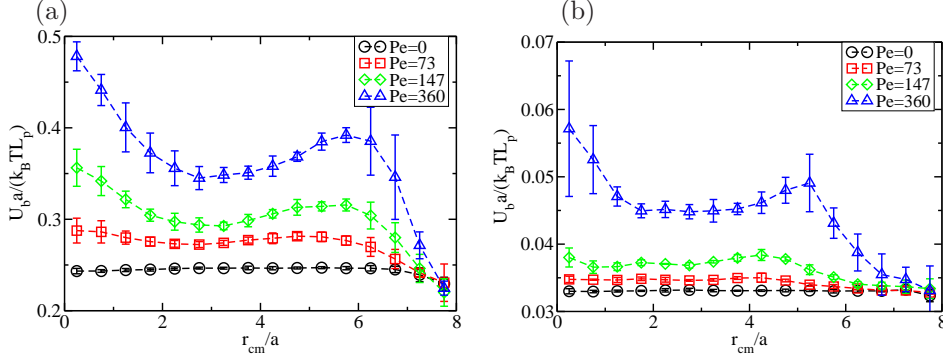 (a)
(b)
0.5
0.4
0.3
0.2
U_b a/(k_B TL_p)
Pe=0
Pe=73
Pe=147
Pe=360
0 2 4 6 8
r_cm/a
0.07
0.06
0.05
0.04
0.03
U_b a/(k_B TL_p)
Pe=0
Pe=73
Pe=147
Pe=360
0 2 4 6 8
r_cm/a